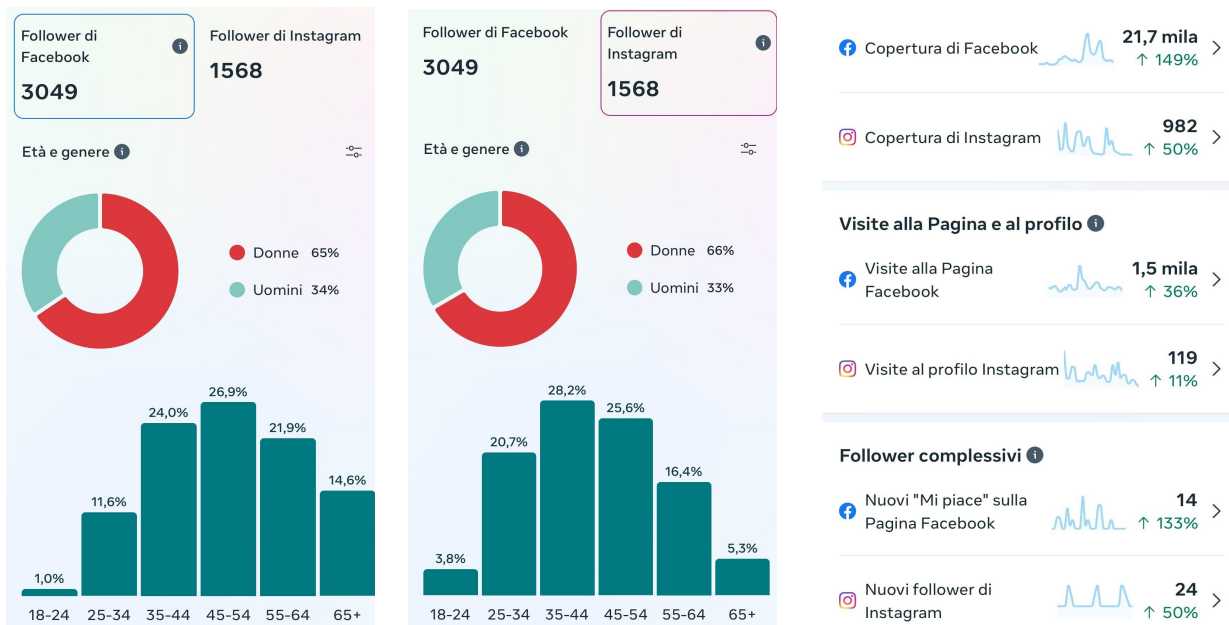 Follower di
Facebook
3049
Follower di Instagram
1568
Età e genere
Donne 65%
Uomini 34%
1,0%
11,6%
24,0%
26,9%
21,9%
14,6%
18-24 25-34 35-44 45-54 55-64 65+
Follower di Facebook
3049
Follower di
Instagram
1568
Età e genere
Donne 66%
Uomini 33%
3,8%
20,7%
28,2%
25,6%
16,4%
5,3%
18-24 25-34 35-44 45-54 55-64 65+
Copertura di Facebook
21,7 mila
↑ 149%
Copertura di Instagram
982
↑ 50%
Visite alla Pagina e al profilo
Visite alla Pagina
Facebook
1,5 mila
↑ 36%
Visite al profilo Instagram
119
↑ 11%
Follower complessivi
Nuovi "Mi piace" sulla
Pagina Facebook
14
↑ 133%
Nuovi follower di
Instagram
24
↑ 50%